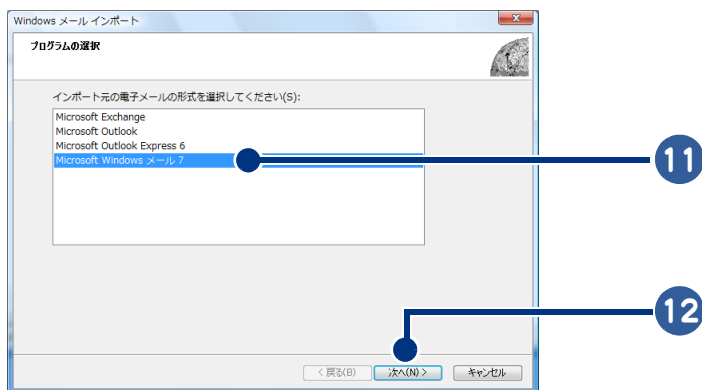 Windows メール インポート
プログラムの選択
インポート元の電子メールの形式を選択してください(S):
Microsoft Exchange
Microsoft Outlook
Microsoft Outlook Express 6
Microsoft Windows メール 7
11
12
< 戻る(B) 次へ(N) > キャンセル